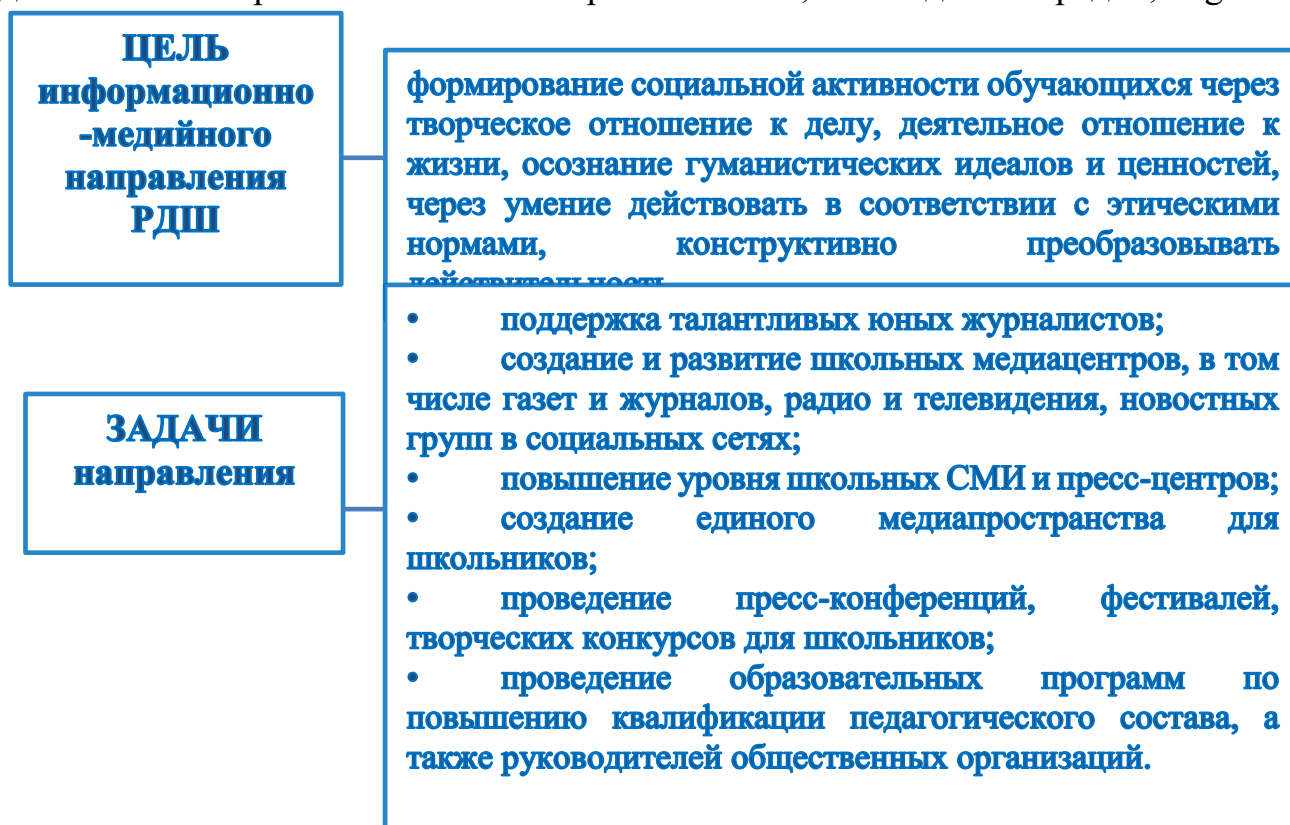 ЦЕЛЬ
информационно
-медийного
направления
РДШ
формирование социальной активности обучающихся через
творческое отношение к делу, деятельное отношение к
жизни, осознание гуманистических идеалов и ценностей,
через умение действовать в соответствии с этическими
нормами, конструктивно преобразовывать
действительность
ЗАДАЧИ
направления
• поддержка талантливых юных журналистов;
• создание и развитие школьных медиацентров, в том
числе газет и журналов, радио и телевидения, новостных
групп в социальных сетях;
• повышение уровня школьных СМИ и пресс-центров;
• создание единого медиапространства для
школьников;
• проведение пресс-конференций, фестивалей,
творческих конкурсов для школьников;
• проведение образовательных программ по
повышению квалификации педагогического состава, а
также руководителей общественных организаций.